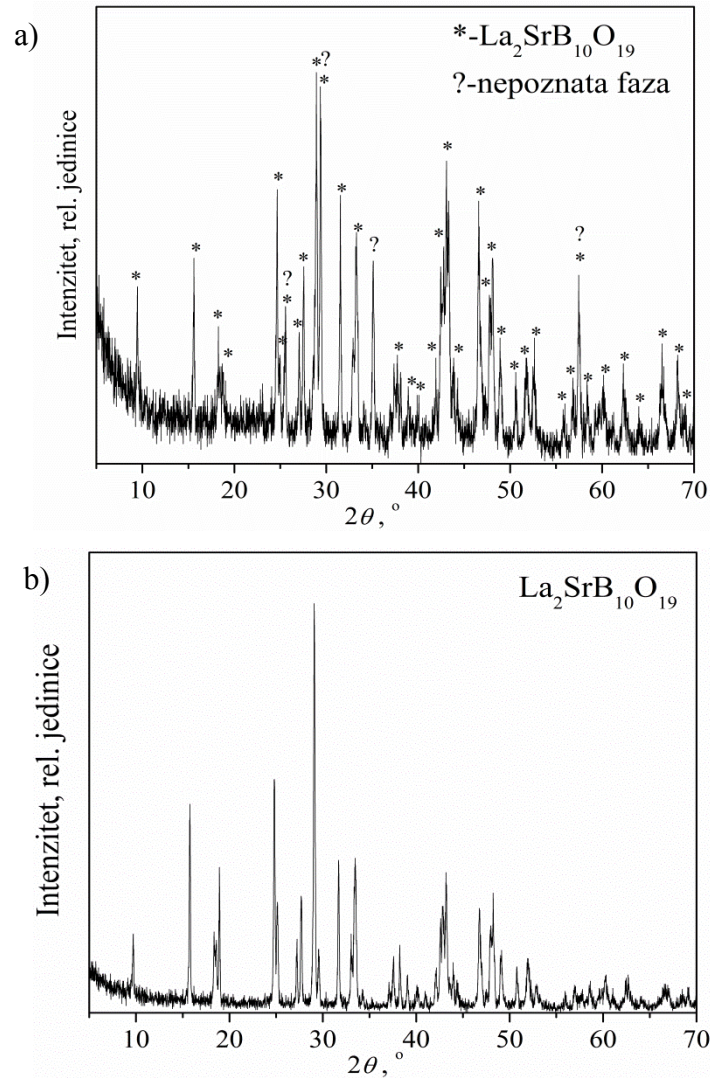 a)
*-La₂SrB₁₀O₁₉
?-nepoznata faza
Intenzitet, rel. jedinice
* * * * * * ? * * * * ? * * * * ? * * * * * * * * * * * * * * * ? * * * * * * *
10 20 30 40 50 60 70
2θ, °
b)
La₂SrB₁₀O₁₉
Intenzitet, rel. jedinice
10 20 30 40 50 60 70
2θ, °